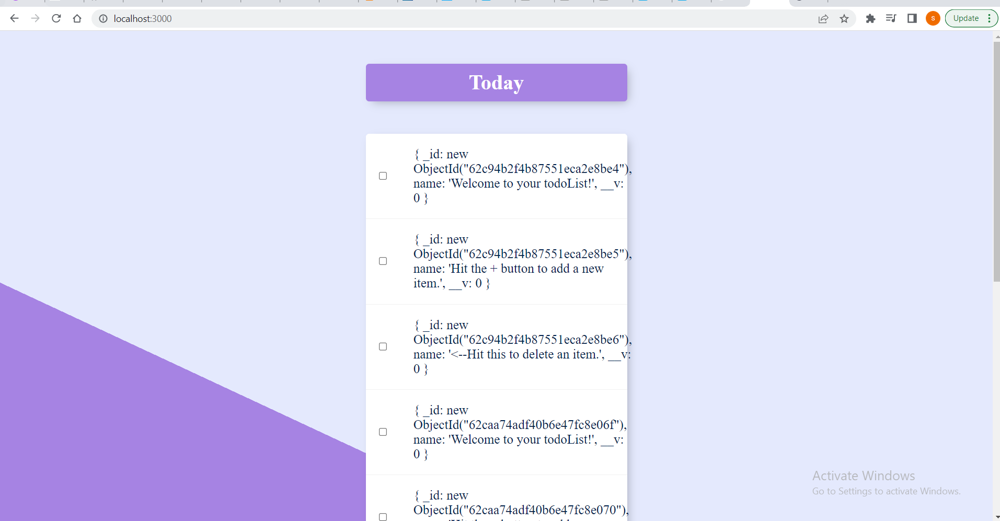 localhost:3000
S
Update
Today
{ _id: new
ObjectId("62c94b2f4b87551eca2e8be4"),
name: 'Welcome to your todoList!', __v:
0 }
{ _id: new
ObjectId("62c94b2f4b87551eca2e8be5"),
name: 'Hit the + button to add a new
item.', __v: 0 }
{ _id: new
ObjectId("62c94b2f4b87551eca2e8be6"),
name: '<--Hit this to delete an item.', __v:
0 }
{ _id: new
ObjectId("62caa74adf40b6e47fc8e06f"),
name: 'Welcome to your todoList!', __v:
0 }
{ _id: new
ObjectId("62caa74adf40b6e47fc8e070"),
Activate Windows
Go to Settings to activate Windows.